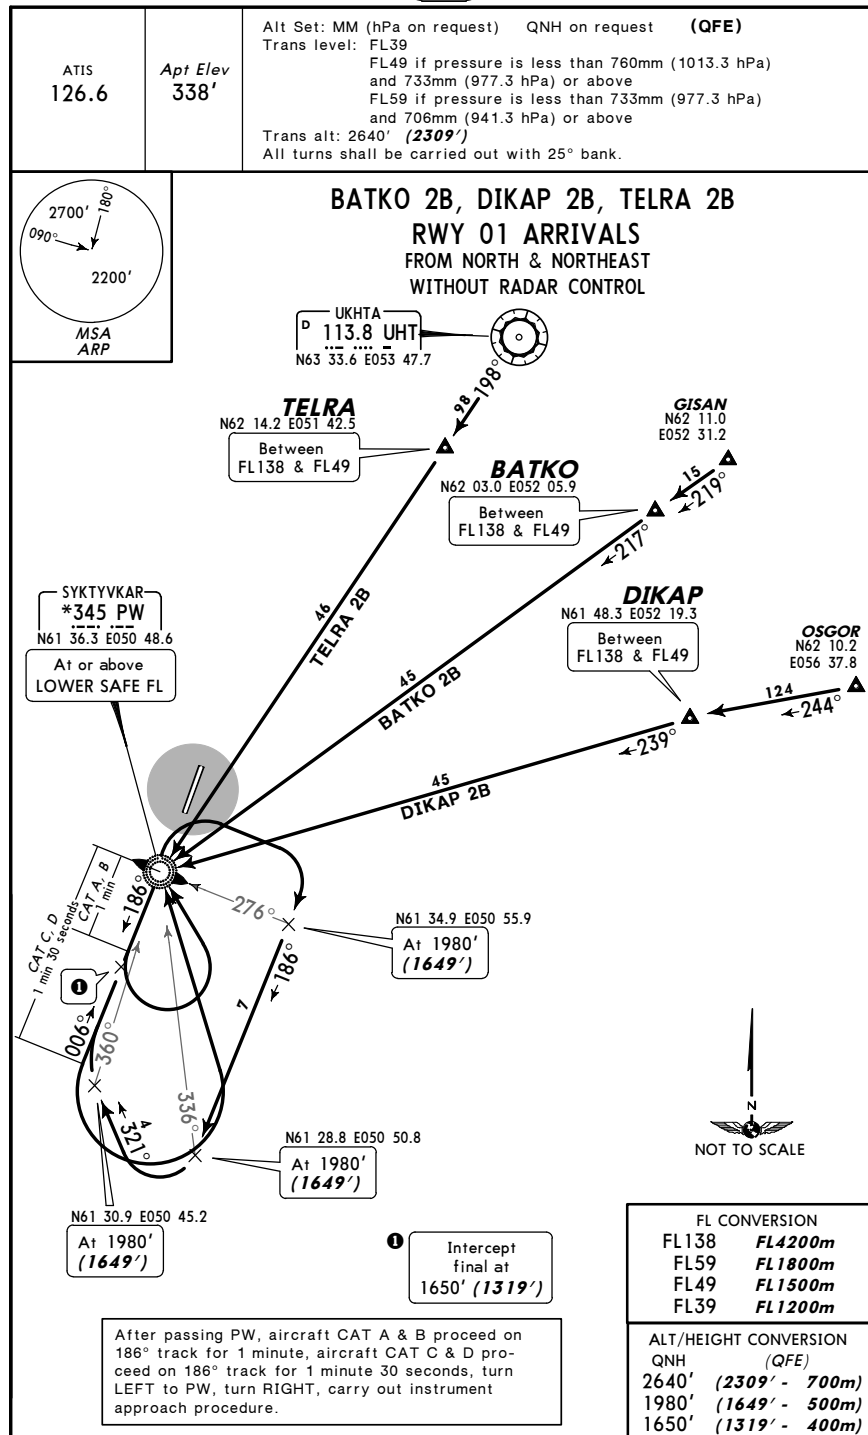 ATIS
126.6
Apt Elev
338'
Alt Set: MM (hPa on request) QNH on request (QFE)
Trans level: FL39
FL49 if pressure is less than 760mm (1013.3 hPa)
and 733mm (977.3 hPa) or above
FL59 if pressure is less than 733mm (977.3 hPa)
and 706mm (941.3 hPa) or above
Trans alt: 2640' (2309')
All turns shall be carried out with 25° bank.
2700'
180°
090°
2200'
MSA
ARP
BATKO 2B, DIKAP 2B, TELRA 2B
RWY 01 ARRIVALS
FROM NORTH & NORTHEAST
WITHOUT RADAR CONTROL
UKHTA
D 113.8 UHT
N63 33.6 E053 47.7
198°
98
TELRA
N62 14.2 E051 42.5
Between
FL138 & FL49
GISAN
N62 11.0
E052 31.2
15
219°
BATKO
N62 03.0 E052 05.9
Between
FL138 & FL49
217°
DIKAP
N61 48.3 E052 19.3
Between
FL138 & FL49
OSGOR
N62 10.2
E056 37.8
124
244°
239°
SYKTYVKAR
*345 PW
N61 36.3 E050 48.6
At or above
LOWER SAFE FL
46
TELRA 2B
45
BATKO 2B
45
DIKAP 2B
CAT A, B
1 min
CAT C, D
1 min 30 seconds
186°
276°
N61 34.9 E050 55.9
At 1980'
(1649')
186°
7
1
006°
360°
336°
4
321°
N61 28.8 E050 50.8
At 1980'
(1649')
N61 30.9 E050 45.2
At 1980'
(1649')
1
Intercept
final at
1650' (1319')
N
NOT TO SCALE
After passing PW, aircraft CAT A & B proceed on
186° track for 1 minute, aircraft CAT C & D pro-
ceed on 186° track for 1 minute 30 seconds, turn
LEFT to PW, turn RIGHT, carry out instrument
approach procedure.
FL CONVERSION
FL138 FL4200m
FL59 FL1800m
FL49 FL1500m
FL39 FL1200m
ALT/HEIGHT CONVERSION
QNH (QFE)
2640' (2309' - 700m)
1980' (1649' - 500m)
1650' (1319' - 400m)